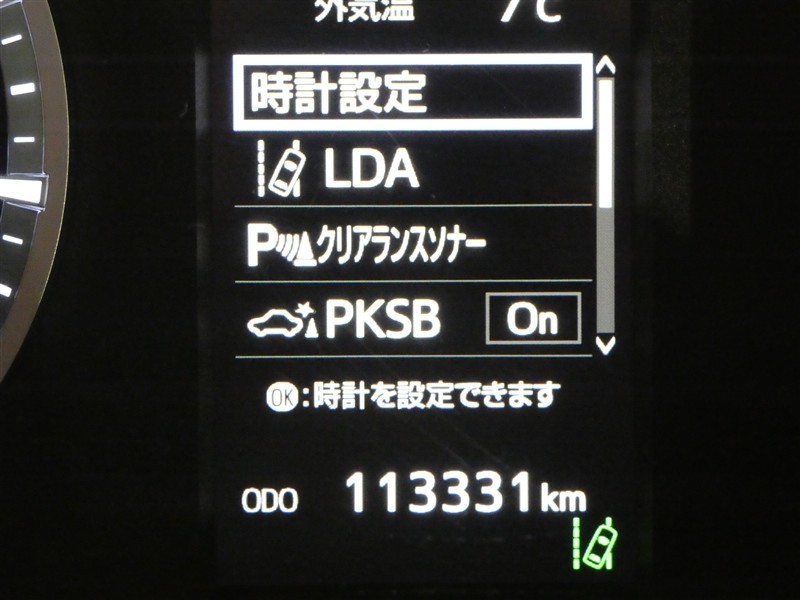 外気温 7℃
時計設定
LDA
Pクリアランスソナー
PKSB On
OK:時計を設定できます
ODO 113331km